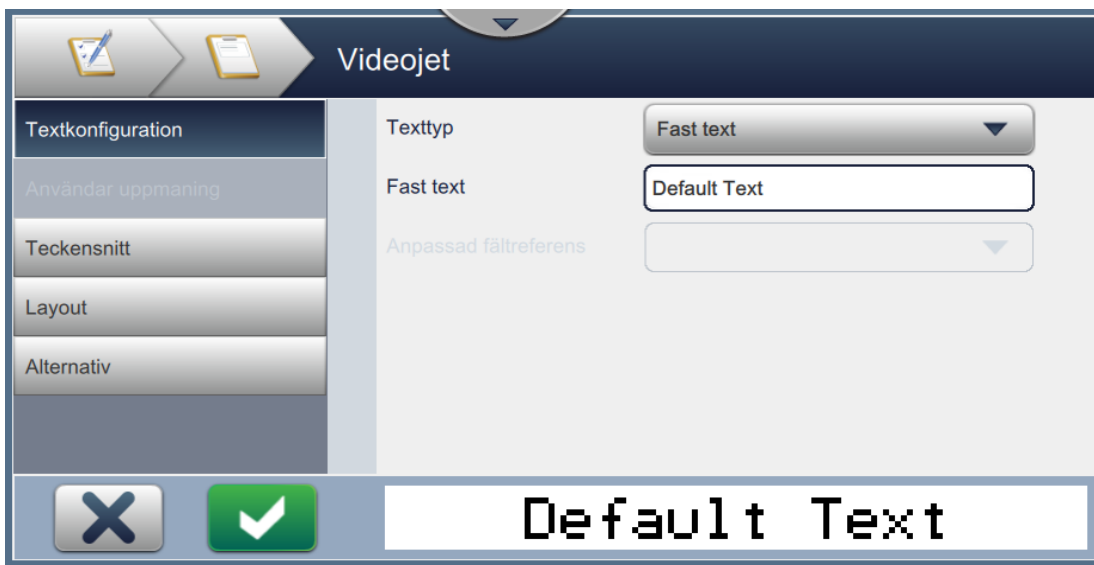 Videojet
Textkonfiguration
Användar uppmaning
Teckensnitt
Layout
Alternativ
Texttyp
Fast text
Fast text
Default Text
Anpassad fältreferens
Default Text